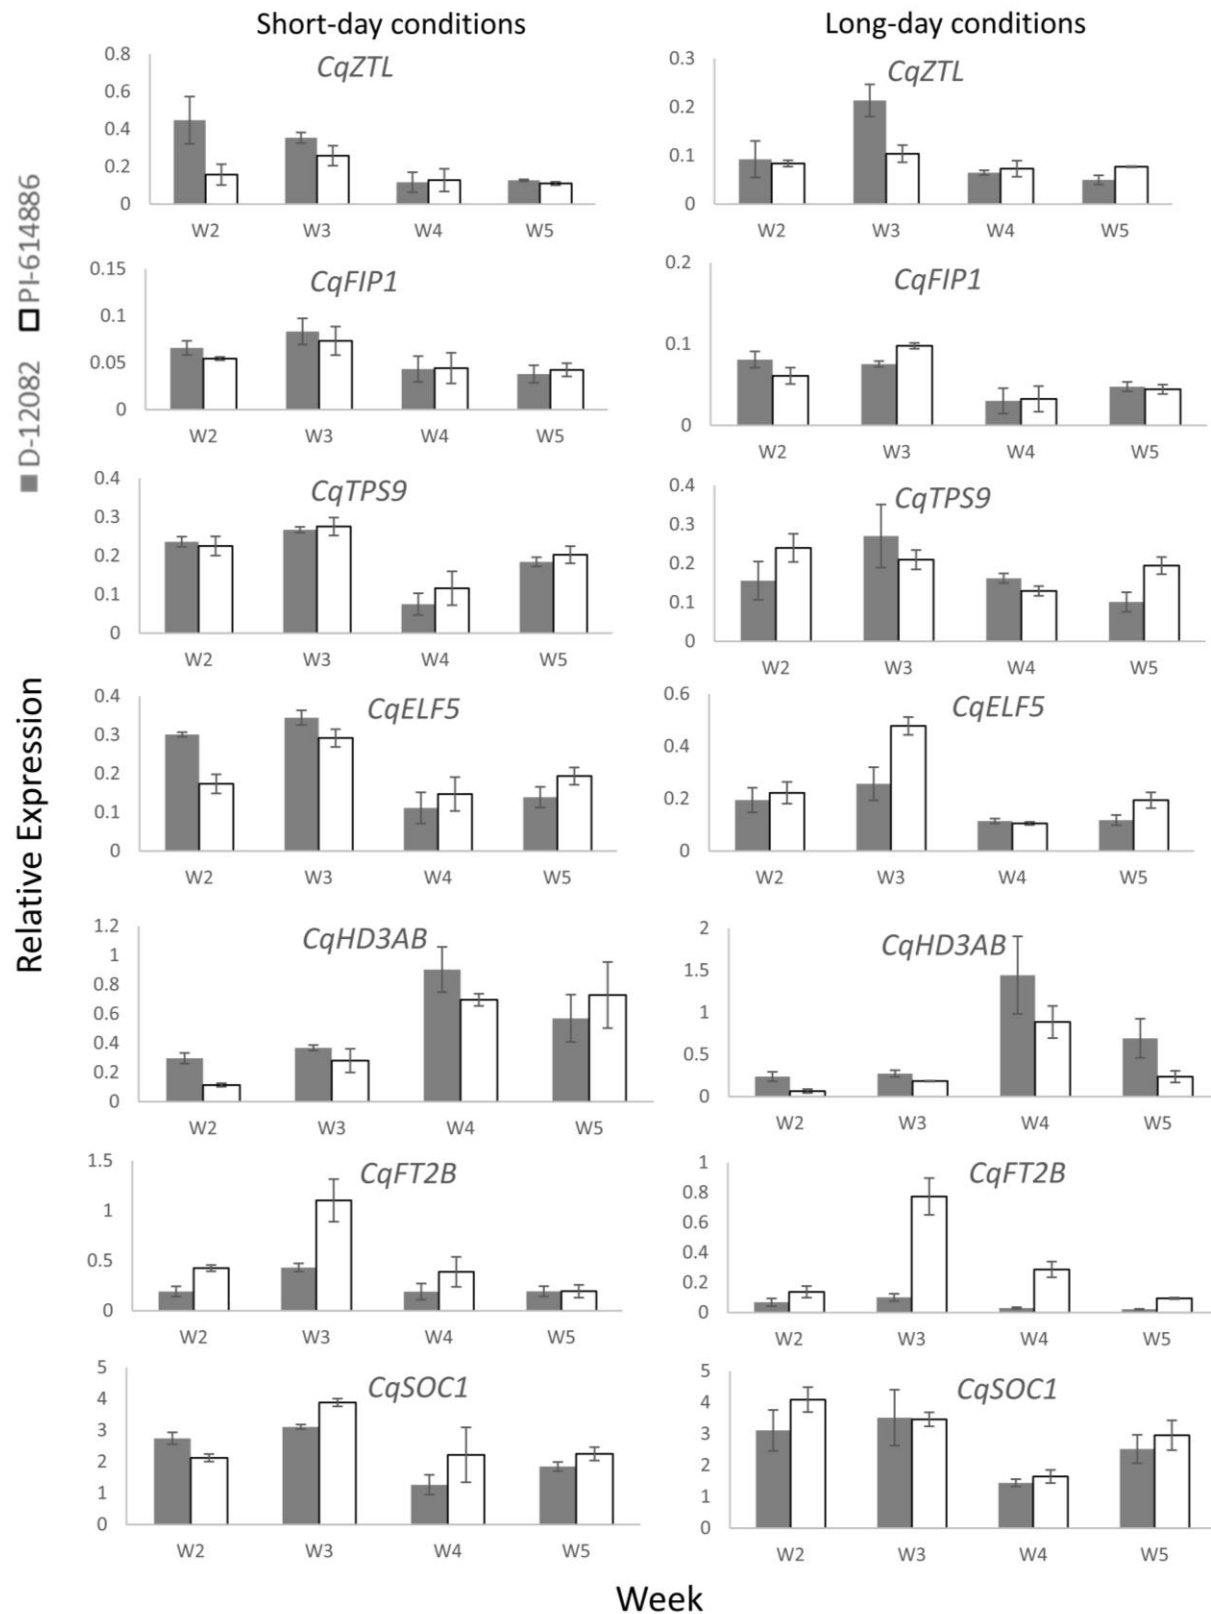 Short-day conditions
Long-day conditions
D-12082 PI-614886
Relative Expression
CqZTL
0.8
0.6
0.4
0.2
0
W2 W3 W4 W5
CqZTL
0.3
0.2
0.1
0
W2 W3 W4 W5
CqFIP1
0.15
0.1
0.05
0
W2 W3 W4 W5
CqFIP1
0.2
0.1
0
W2 W3 W4 W5
CqTPS9
0.4
0.3
0.2
0.1
0
W2 W3 W4 W5
CqTPS9
0.4
0.3
0.2
0.1
0
W2 W3 W4 W5
CqELF5
0.4
0.3
0.2
0.1
0
W2 W3 W4 W5
CqELF5
0.6
0.4
0.2
0
W2 W3 W4 W5
CqHD3AB
1.2
1
0.8
0.6
0.4
0.2
0
W2 W3 W4 W5
CqHD3AB
2
1.5
1
0.5
0
W2 W3 W4 W5
CqFT2B
1.5
1
0.5
0
W2 W3 W4 W5
CqFT2B
1
0.8
0.6
0.4
0.2
0
W2 W3 W4 W5
CqSOC1
5
4
3
2
1
0
W2 W3 W4 W5
CqSOC1
5
4
3
2
1
0
W2 W3 W4 W5
Week